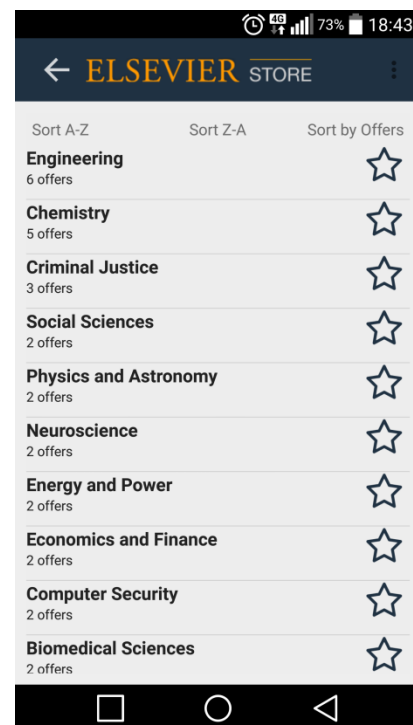 4G 73% 18:43
ELSEVIER STORE
Sort A-Z Sort Z-A Sort by Offers
Engineering
6 offers
Chemistry
5 offers
Criminal Justice
3 offers
Social Sciences
2 offers
Physics and Astronomy
2 offers
Neuroscience
2 offers
Energy and Power
2 offers
Economics and Finance
2 offers
Computer Security
2 offers
Biomedical Sciences
2 offers